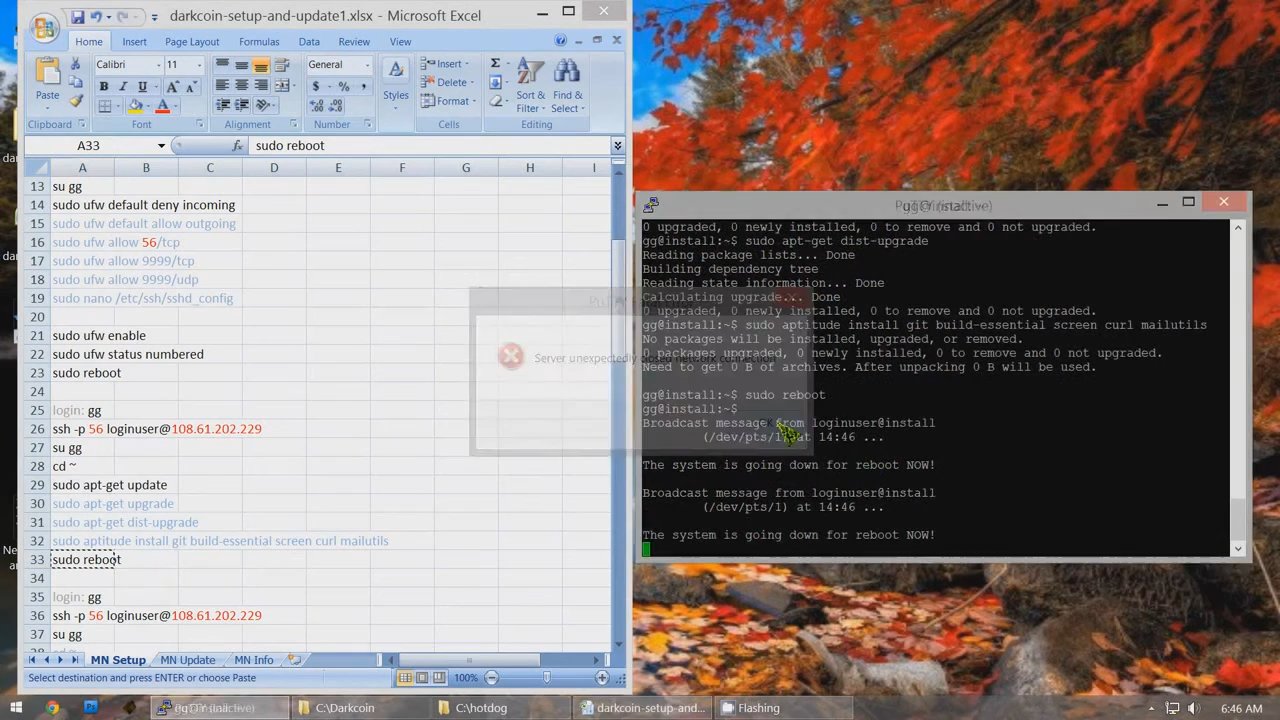 darkcoin-setup-and-update1.xlsx - Microsoft Excel
Home Insert Page Layout Formulas Data Review View
Paste
Calibri 11
General
Insert
Delete
Format
Styles
Sort & Filter
Find & Select
Clipboard Font Alignment Number Cells Editing
A33 fx sudo reboot
A B C D E F G H I
13 su gg
14 sudo ufw default deny incoming
15 sudo ufw default allow outgoing
16 sudo ufw allow 56/tcp
17 sudo ufw allow 9999/tcp
18 sudo ufw allow 9999/udp
19 sudo nano /etc/ssh/sshd_config
20
21 sudo ufw enable
22 sudo ufw status numbered
23 sudo reboot
24
25 login: gg
26 ssh -p 56 loginuser@108.61.202.229
27 su gg
28 cd ~
29 sudo apt-get update
30 sudo apt-get upgrade
31 sudo apt-get dist-upgrade
32 sudo aptitude install git build-essential screen curl mailutils
33 sudo reboot
34
35 login: gg
36 ssh -p 56 loginuser@108.61.202.229
37 su gg
MN Setup MN Update MN Info
Select destination and press ENTER or choose Paste 100%
0 upgraded, 0 newly installed, 0 to remove and 0 not upgraded.
gg@install:~$ sudo apt-get dist-upgrade
Reading package lists... Done
Building dependency tree
Reading state information... Done
Calculating upgrade... Done
0 upgraded, 0 newly installed, 0 to remove and 0 not upgraded.
gg@install:~$ sudo aptitude install git build-essential screen curl mailutils
No packages will be installed, upgraded, or removed.
0 packages upgraded, 0 newly installed, 0 to remove and 0 not upgraded.
Need to get 0 B of archives. After unpacking 0 B will be used.
gg@install:~$ sudo reboot
gg@install:~$
Broadcast message from loginuser@install
(/dev/pts/1) at 14:46 ...
The system is going down for reboot NOW!
Broadcast message from loginuser@install
(/dev/pts/1) at 14:46 ...
The system is going down for reboot NOW!
Server unexpectedly closed network connection
C:\Darkcoin
C:\hotdog
darkcoin-setup-and...
Flashing
6:46 AM